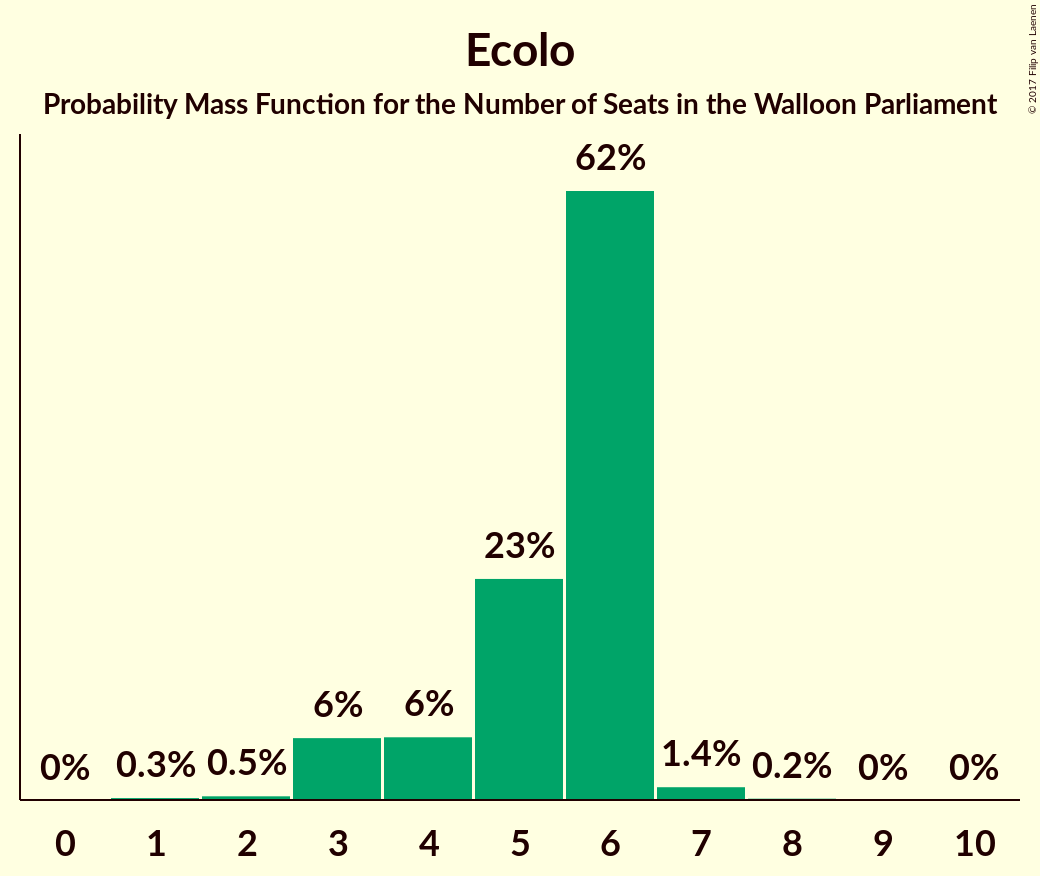 Ecolo
Probability Mass Function for the Number of Seats in the Walloon Parliament
© 2017 Filip van Laenen
62%
23%
6%
6%
0%
0.3%
0.5%
1.4%
0.2%
0%
0%
0 1 2 3 4 5 6 7 8 9 10